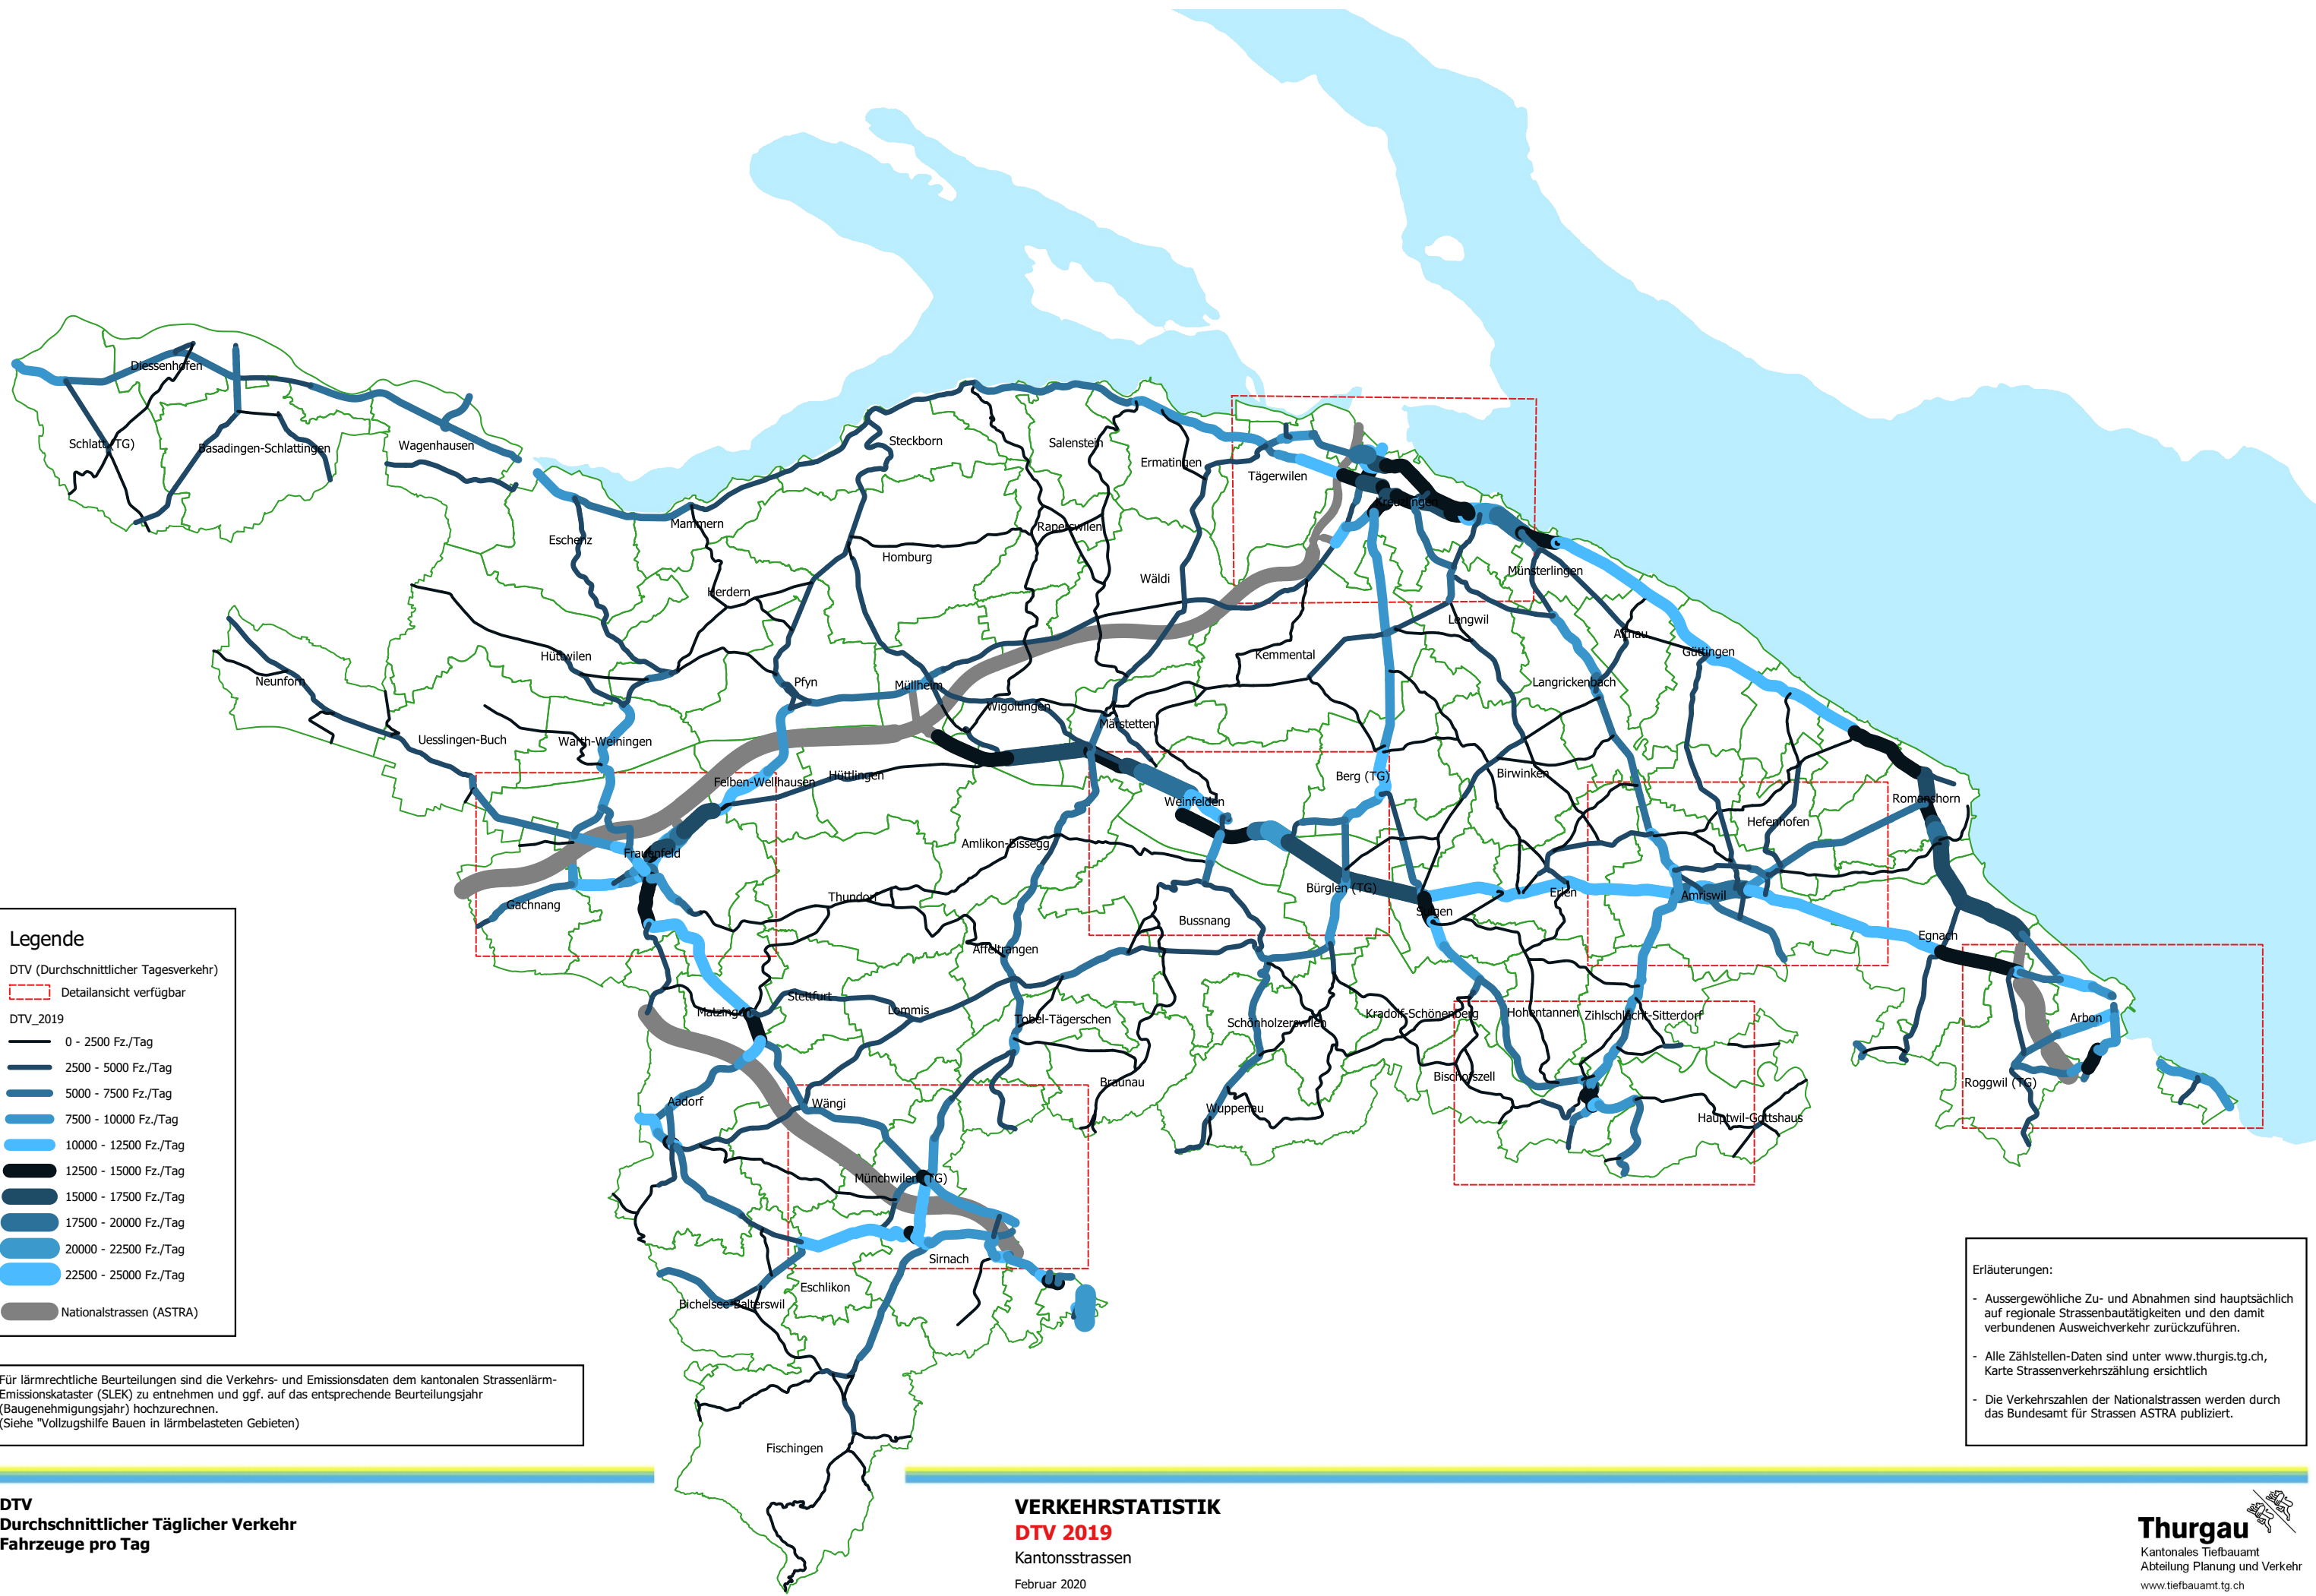 Diessenhofen
Schlatt (TG)
Basadingen-Schlattingen
Wagenhausen
Steckborn
Salenstein
Ermatingen
Tägerwilen
Kreuzlingen
Mammern
Eschenz
Raperswilen
Homburg
Wäldi
Münsterlingen
Herdern
Lengwil
Altnau
Hüttwilen
Kemmental
Güttingen
Neunforn
Pfyn
Müllheim
Langrickenbach
Wigoltingen
Märstetten
Uesslingen-Buch
Warth-Weiningen
Felben-Wellhausen
Hüttlingen
Berg (TG)
Birwinken
Weinfelden
Romanshorn
Hefenhofen
Frauenfeld
Amlikon-Bissegg
Thundorf
Bürglen (TG)
Erlen
Amriswil
Gachnang
Sulgen
Bussnang
Egnach
Affeltrangen
Stettfurt
Matzingen
Lommis
Tobel-Tägerschen
Schönholzerswilen
Kradolf-Schönenberg
Hohentannen
Zihlschlacht-Sitterdorf
Arbon
Bischofszell
Braunau
Roggwil (TG)
Aadorf
Wängi
Wuppenau
Hauptwil-Gottshaus
Münchwilen (TG)
Sirnach
Eschlikon
Bichelsee-Balterswil
Fischingen
Legende
DTV (Durchschnittlicher Tagesverkehr)
Detailansicht verfügbar
DTV_2019
0 - 2500 Fz./Tag
2500 - 5000 Fz./Tag
5000 - 7500 Fz./Tag
7500 - 10000 Fz./Tag
10000 - 12500 Fz./Tag
12500 - 15000 Fz./Tag
15000 - 17500 Fz./Tag
17500 - 20000 Fz./Tag
20000 - 22500 Fz./Tag
22500 - 25000 Fz./Tag
Nationalstrassen (ASTRA)
Für lärmrechtliche Beurteilungen sind die Verkehrs- und Emissionsdaten dem kantonalen Strassenlärm-
Emissionskataster (SLEK) zu entnehmen und ggf. auf das entsprechende Beurteilungsjahr
(Baugenehmigungsjahr) hochzurechnen.
(Siehe "Vollzugshilfe Bauen in lärmbelasteten Gebieten)
Erläuterungen:
- Aussergewöhliche Zu- und Abnahmen sind hauptsächlich
auf regionale Strassenbautätigkeiten und den damit
verbundenen Ausweichverkehr zurückzuführen.
- Alle Zählstellen-Daten sind unter www.thurgis.tg.ch,
Karte Strassenverkehrszählung ersichtlich
- Die Verkehrszahlen der Nationalstrassen werden durch
das Bundesamt für Strassen ASTRA publiziert.
DTV
Durchschnittlicher Täglicher Verkehr
Fahrzeuge pro Tag
VERKEHRSTATISTIK
DTV 2019
Kantonsstrassen
Februar 2020
Thurgau
Kantonales Tiefbauamt
Abteilung Planung und Verkehr
www.tiefbauamt.tg.ch